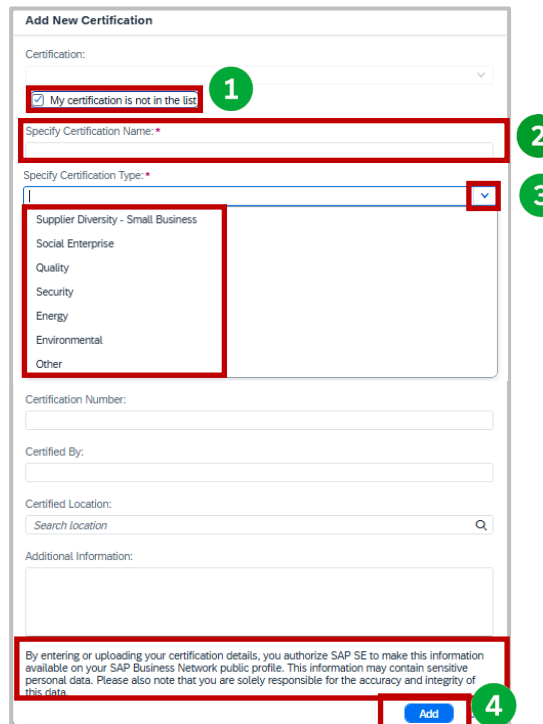 Add New Certification
Certification:
My certification is not in the list
1
Specify Certification Name:*
2
Specify Certification Type:*
3
Supplier Diversity - Small Business
Social Enterprise
Quality
Security
Energy
Environmental
Other
Certification Number:
Certified By:
Certified Location:
Search location
Additional Information:
By entering or uploading your certification details, you authorize SAP SE to make this information
available on your SAP Business Network public profile. This information may contain sensitive
personal data. Please also note that you are solely responsible for the accuracy and integrity of
this data.
Add
4